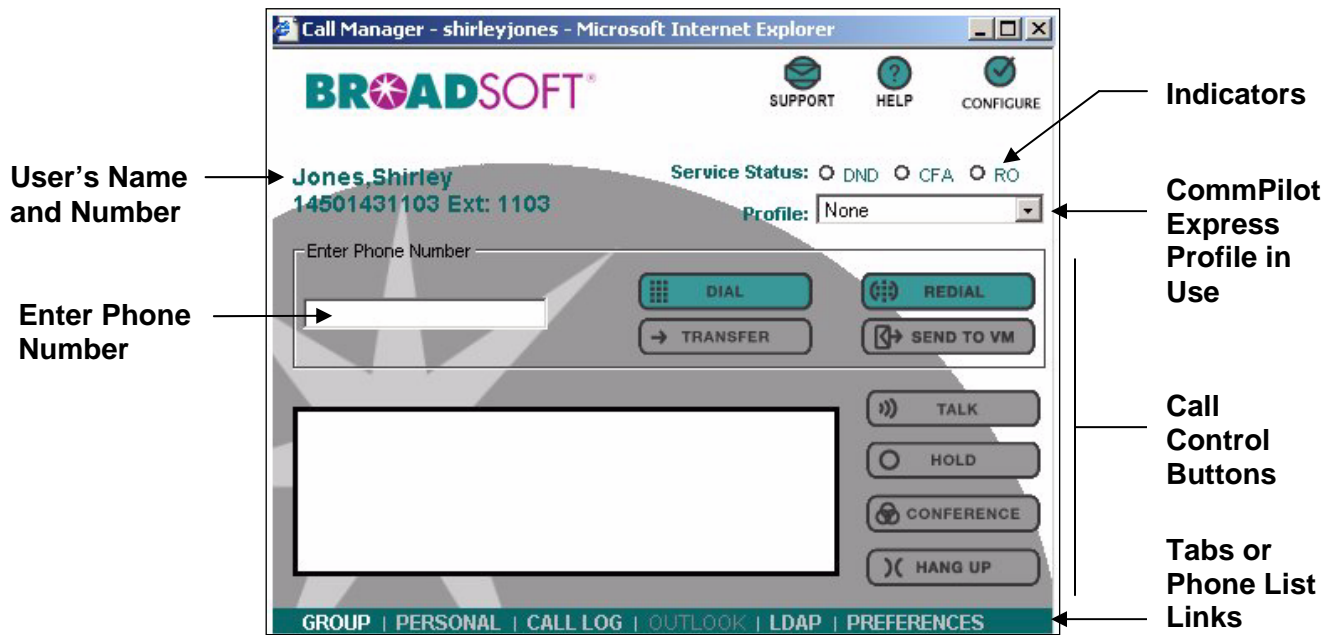 Call Manager - shirleyjones - Microsoft Internet Explorer
BROADSOFT®
SUPPORT
HELP
CONFIGURE
Indicators
User's Name
and Number
Jones,Shirley
14501431103 Ext: 1103
Service Status: DND CFA RO
Profile: None
CommPilot
Express
Profile in
Use
Enter Phone Number
DIAL
REDIAL
TRANSFER
SEND TO VM
Enter Phone
Number
TALK
HOLD
CONFERENCE
HANG UP
Call
Control
Buttons
Tabs or
Phone List
Links
GROUP | PERSONAL | CALL LOG | OUTLOOK | LDAP | PREFERENCES